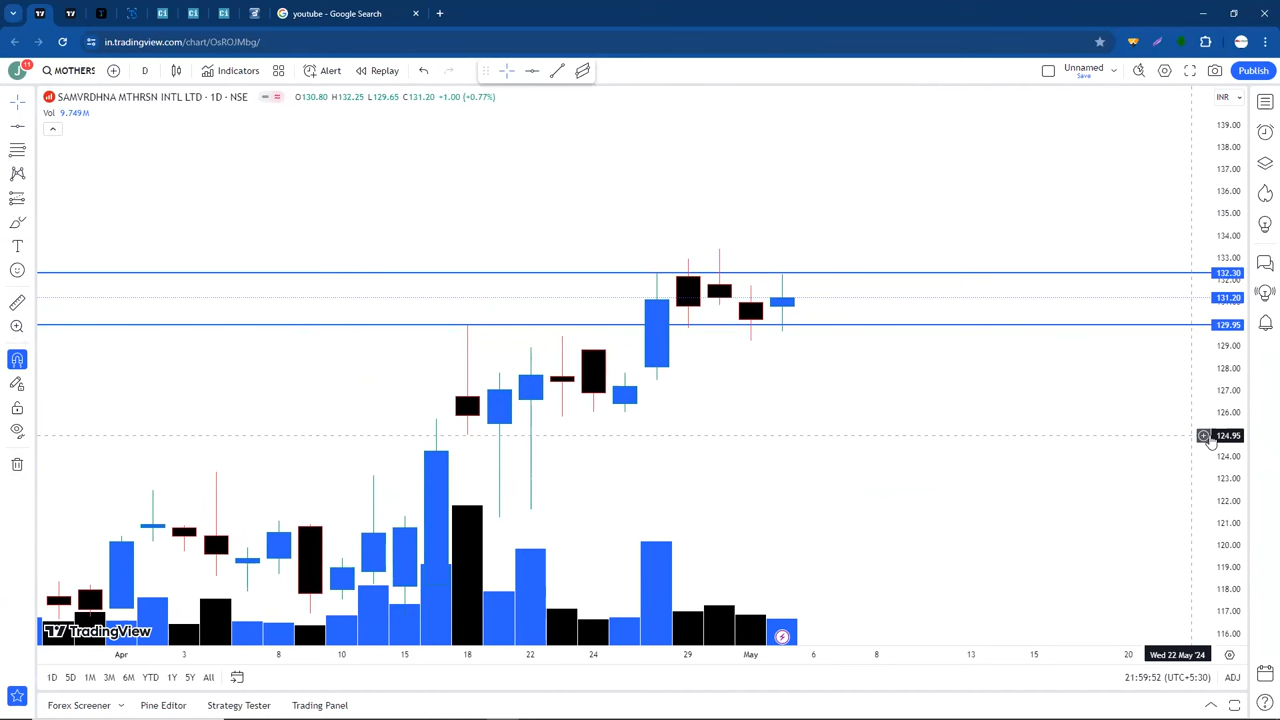 youtube - Google Search
in.tradingview.com/chart/OsROJMbg/
J 11 MOTHERS D Indicators Alert Replay Unnamed Save Publish
SAMVRDHNA MTHRSN INTL LTD · 1D · NSE O130.80 H132.25 L129.65 C131.20 +1.00 (+0.77%) INR
Vol 9.749M
139.00
138.00
137.00
136.00
135.00
134.00
133.00
132.30
131.20
129.95
129.00
128.00
127.00
126.00
124.95
124.00
123.00
122.00
121.00
120.00
119.00
118.00
117.00
116.00
TradingView
Apr 3 8 10 15 18 22 24 29 May 6 8 13 15 20 Wed 22 May '24
1D 5D 1M 3M 6M YTD 1Y 5Y All 21:59:52 (UTC+5:30) ADJ
Forex Screener Pine Editor Strategy Tester Trading Panel